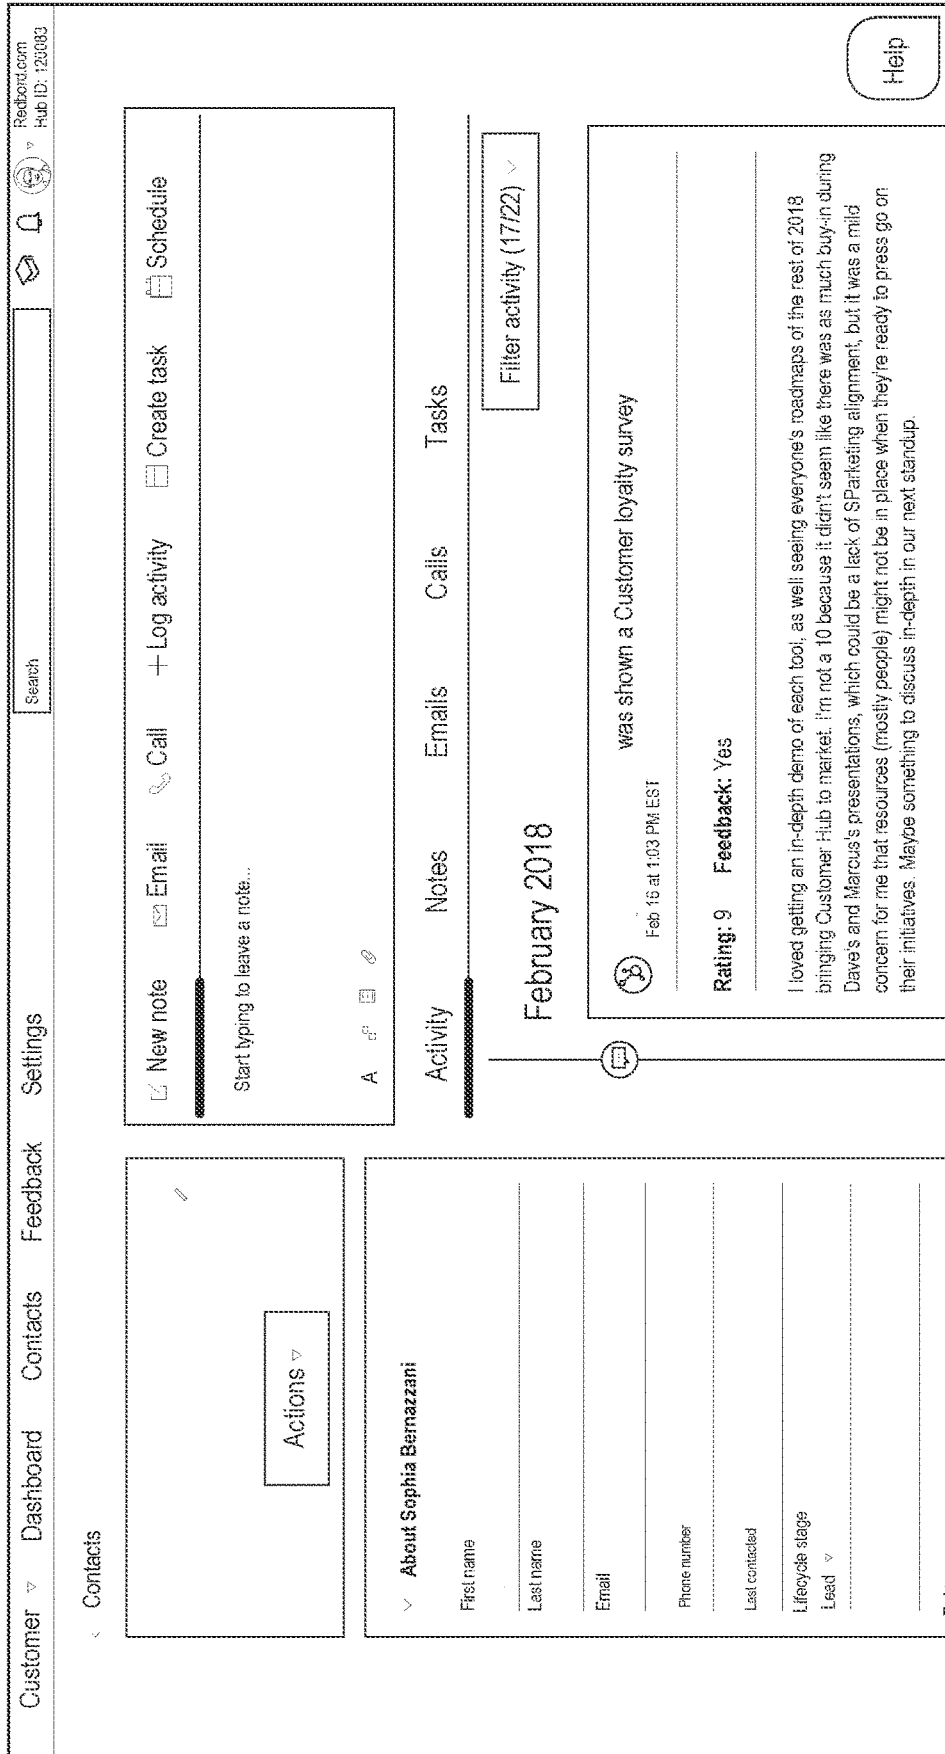 Customer Dashboard Contacts Feedback Settings
Search
Redbord.com
Hub ID: 120083
Contacts
Actions
About Sophia Bernazzani
First name
Last name
Email
Phone number
Last contacted
Lifecycle stage
Lead
New note Email Call + Log activity Create task Schedule
Start typing to leave a note...
A
Activity Notes Emails Calls Tasks
Filter activity (17/22)
February 2018
was shown a Customer loyalty survey
Feb 16 at 1:03 PM EST
Rating: 9 Feedback: Yes
I loved getting an in-depth demo of each tool, as well seeing everyone's roadmaps of the rest of 2018
bringing Customer Hub to market. I'm not a 10 because it didn't seem like there was as much buy-in during
Dave's and Marcus's presentations, which could be a lack of SParketing alignment, but it was a mild
concern for me that resources (mostly people) might not be in place when they're ready to press go on
their initiatives. Maybe something to discuss in-depth in our next standup.
Help